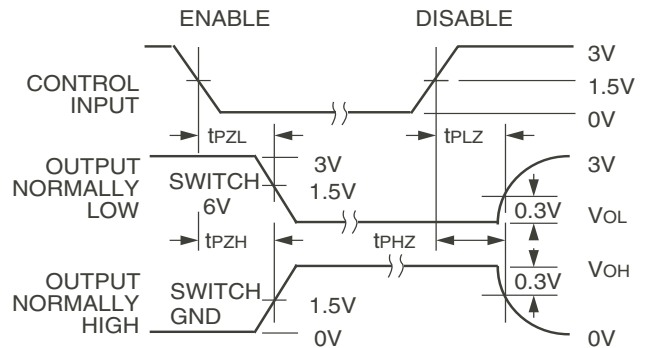 ENABLE DISABLE
3V
CONTROL INPUT 1.5V
0V
tPZL tPLZ
OUTPUT NORMALLY LOW
SWITCH 6V
3V
1.5V
3V
0.3V VOL
tPZH tPHZ
OUTPUT NORMALLY HIGH
SWITCH GND
1.5V
0V
VOH
0.3V
0V